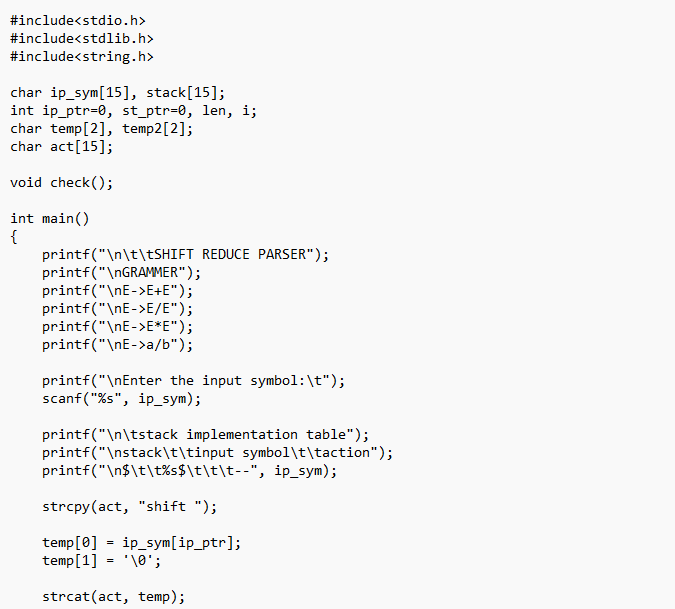 #include<stdio.h>
#include<stdlib.h>
#include<string.h>

char ip_sym[15], stack[15];
int ip_ptr=0, st_ptr=0, len, i;
char temp[2], temp2[2];
char act[15];

void check();

int main()
{
    printf("\n\t\tSHIFT REDUCE PARSER");
    printf("\nGRAMMER");
    printf("\nE->E+E");
    printf("\nE->E/E");
    printf("\nE->E*E");
    printf("\nE->a/b");

    printf("\nEnter the input symbol:\t");
    scanf("%s", ip_sym);

    printf("\n\tstack implementation table");
    printf("\nstack\t\tinput symbol\t\taction");
    printf("\n$\t\t%s$\t\t\t--", ip_sym);

    strcpy(act, "shift ");

    temp[0] = ip_sym[ip_ptr];
    temp[1] = '\0';

    strcat(act, temp);